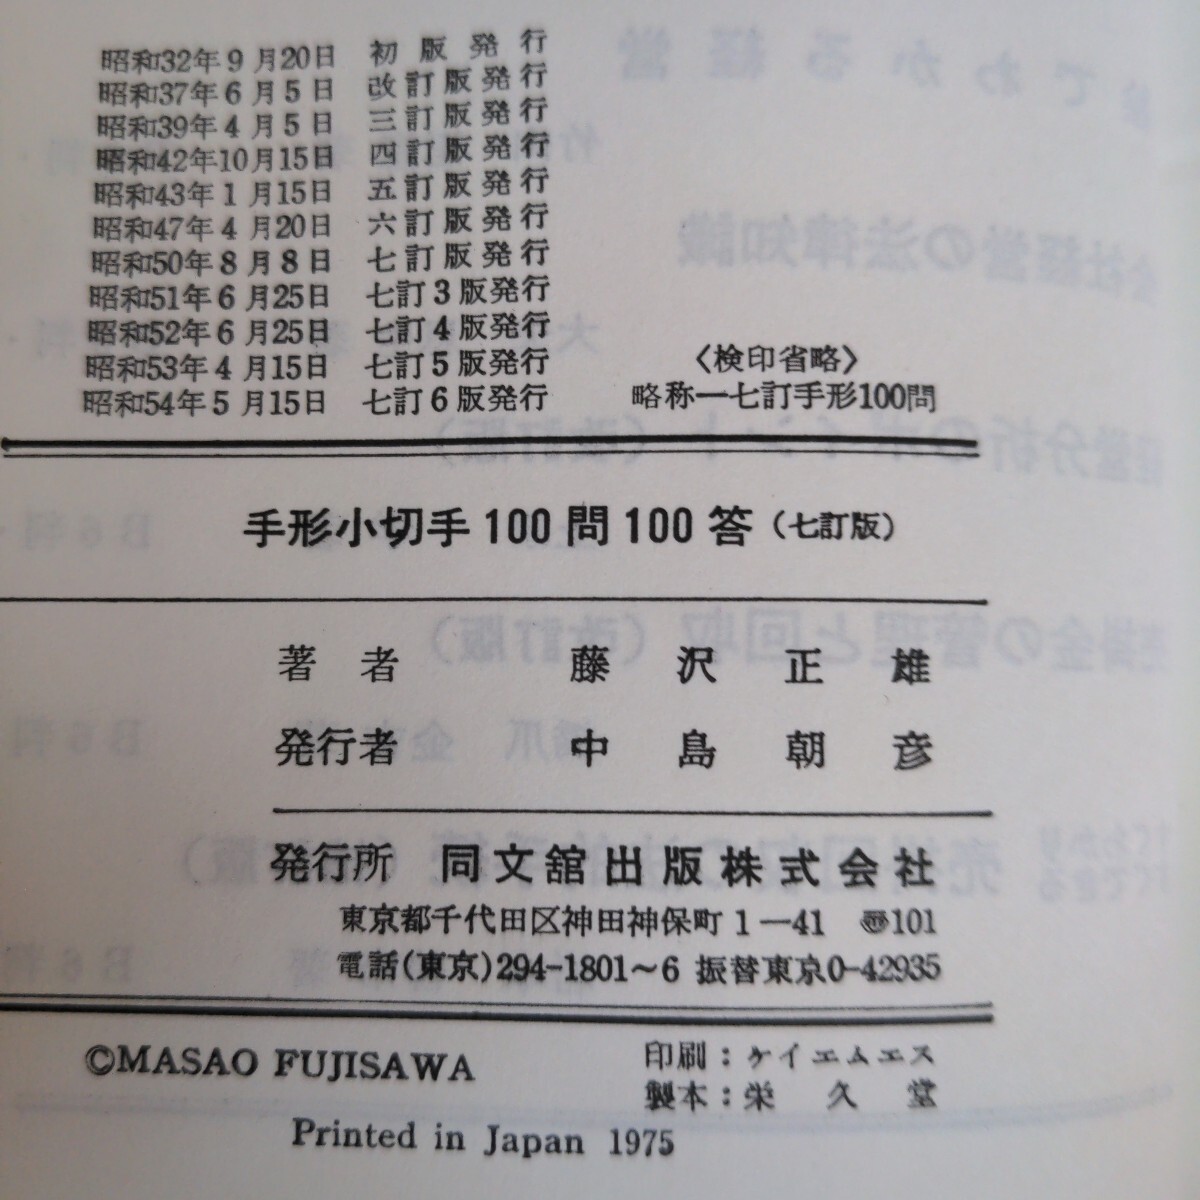 昭和32年9月20日 初版発行
昭和37年6月5日 改訂版発行
昭和39年4月5日 三訂版発行
昭和42年10月15日 四訂版発行
昭和43年1月15日 五訂版発行
昭和47年4月20日 六訂版発行
昭和50年8月8日 七訂版発行
昭和51年6月25日 七訂3版発行
昭和52年6月25日 七訂4版発行
昭和53年4月15日 七訂5版発行
昭和54年5月15日 七訂6版発行
〈検印省略〉
略称―七訂手形100問
手形小切手100問100答（七訂版）
著者 藤沢正雄
発行者 中島朝彦
発行所 同文舘出版株式会社
東京都千代田区神田神保町1―41 〠101
電話(東京)294-1801～6 振替東京0-42935
©MASAO FUJISAWA
印刷：ケイエムエス
製本：栄久堂
Printed in Japan 1975